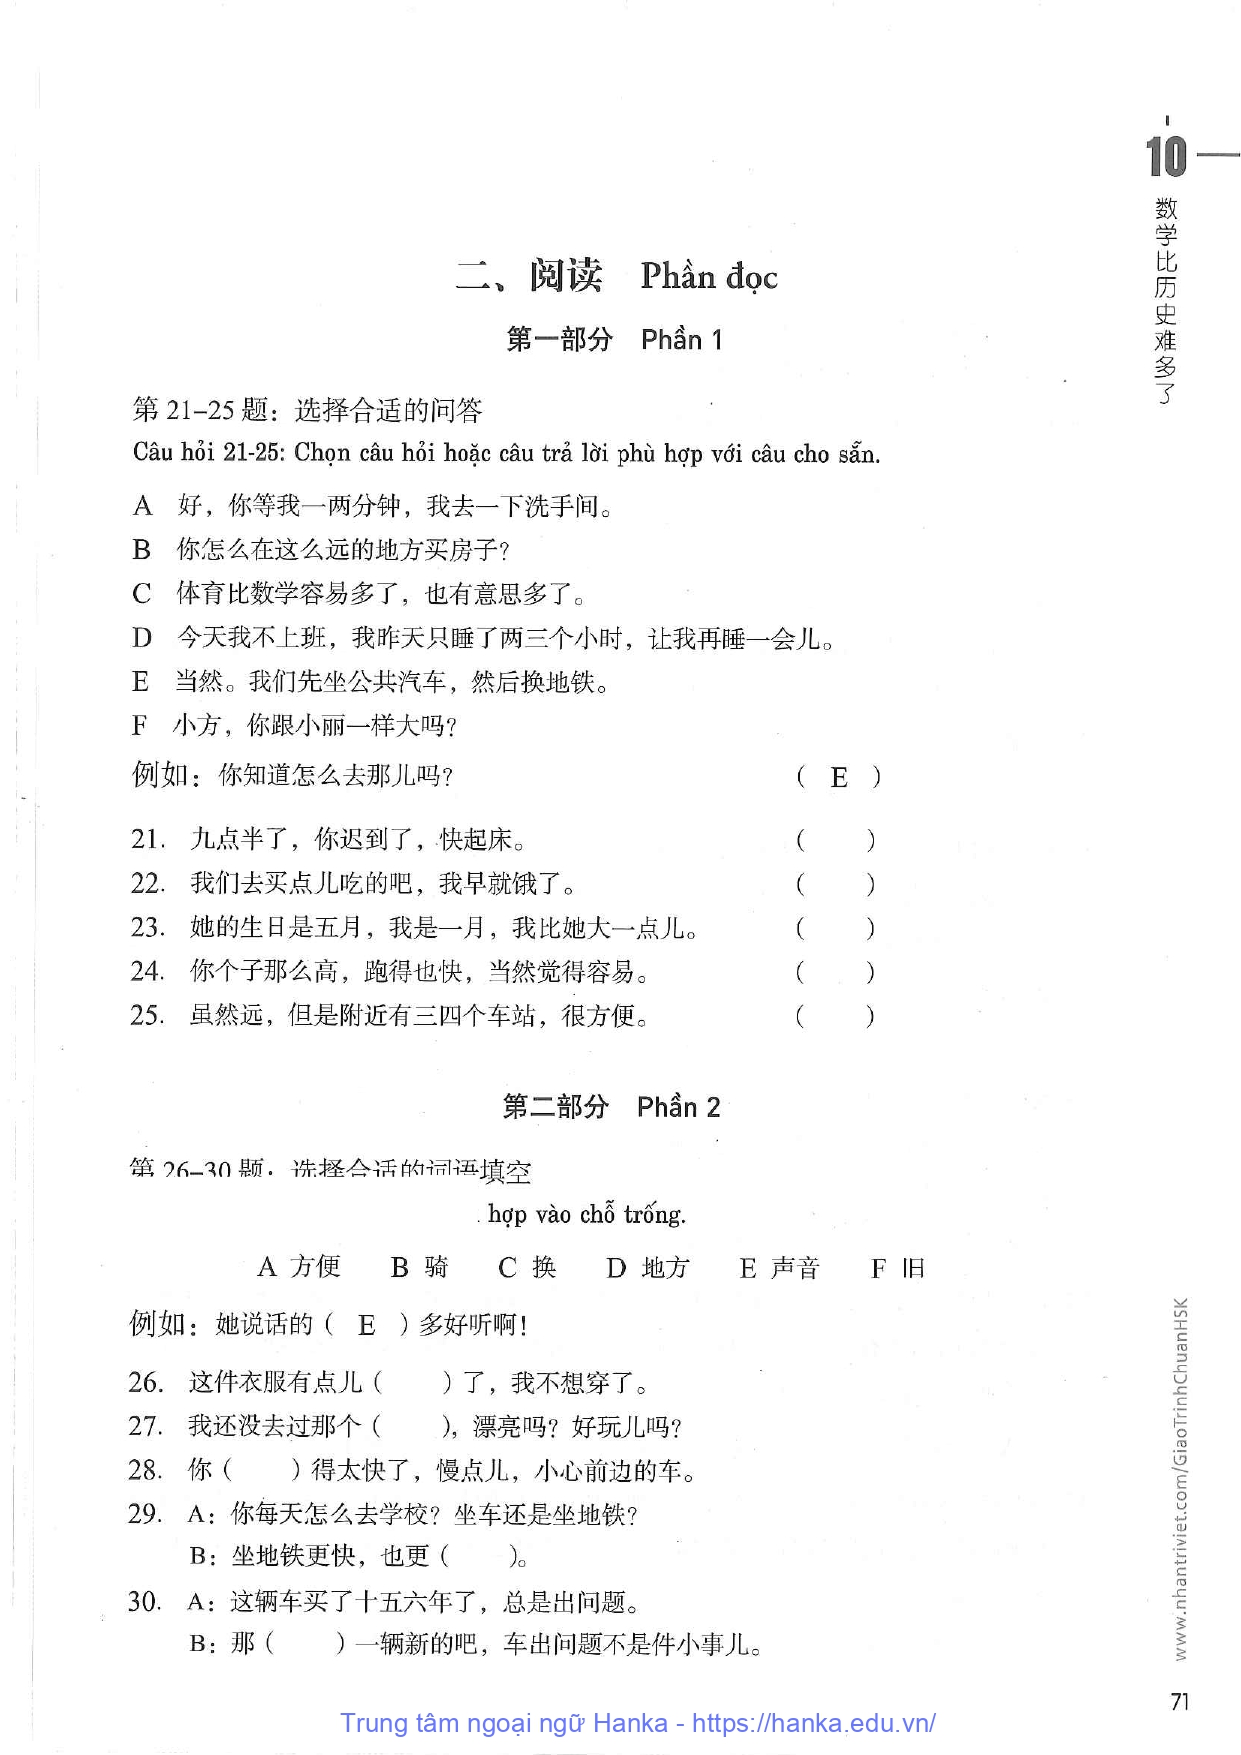 10
数学比历史难多了
二、阅读 Phần đọc
第一部分 Phần 1
第 21–25 题：选择合适的问答
Câu hỏi 21-25: Chọn câu hỏi hoặc câu trả lời phù hợp với câu cho sẵn.
A 好，你等我一两分钟，我去一下洗手间。
B 你怎么在这么远的地方买房子？
C 体育比数学容易多了，也有意思多了。
D 今天我不上班，我昨天只睡了两三个小时，让我再睡一会儿。
E 当然。我们先坐公共汽车，然后换地铁。
F 小方，你跟小丽一样大吗？
例如：你知道怎么去那儿吗？ （ E ）
21. 九点半了，你迟到了，快起床。 （ ）
22. 我们去买点儿吃的吧，我早就饿了。 （ ）
23. 她的生日是五月，我是一月，我比她大一点儿。 （ ）
24. 你个子那么高，跑得也快，当然觉得容易。 （ ）
25. 虽然远，但是附近有三四个车站，很方便。 （ ）
第二部分 Phần 2
第 26–30 题：选择合适的词语填空
hợp vào chỗ trống.
A 方便 B 骑 C 换 D 地方 E 声音 F 旧
例如：她说话的（ E ）多好听啊！
26. 这件衣服有点儿（ ）了，我不想穿了。
27. 我还没去过那个（ ），漂亮吗？好玩儿吗？
28. 你（ ）得太快了，慢点儿，小心前边的车。
29. A：你每天怎么去学校？坐车还是坐地铁？
B：坐地铁更快，也更（ ）。
30. A：这辆车买了十五六年了，总是出问题。
B：那（ ）一辆新的吧，车出问题不是件小事儿。
www.nhantriviet.com/GiaoTrinhChuanHSK
71
Trung tâm ngoại ngữ Hanka - https://hanka.edu.vn/